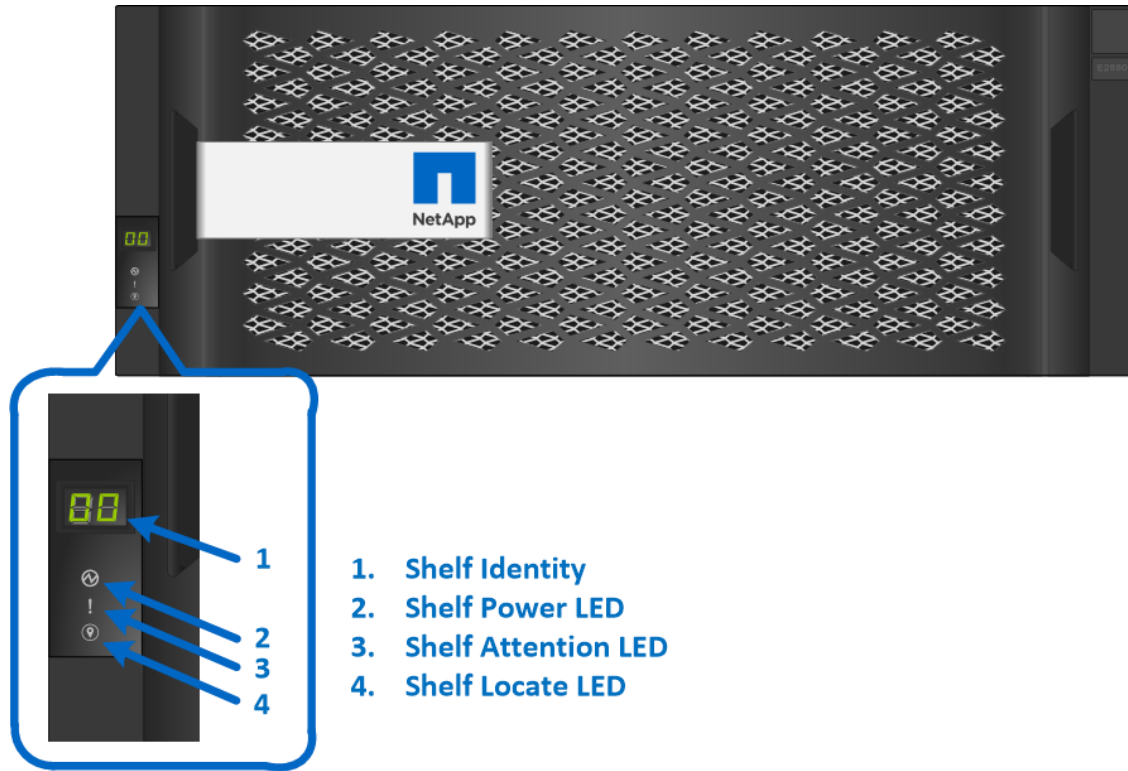 E2800
NetApp
00
00
1
2
3
4
1. Shelf Identity
2. Shelf Power LED
3. Shelf Attention LED
4. Shelf Locate LED